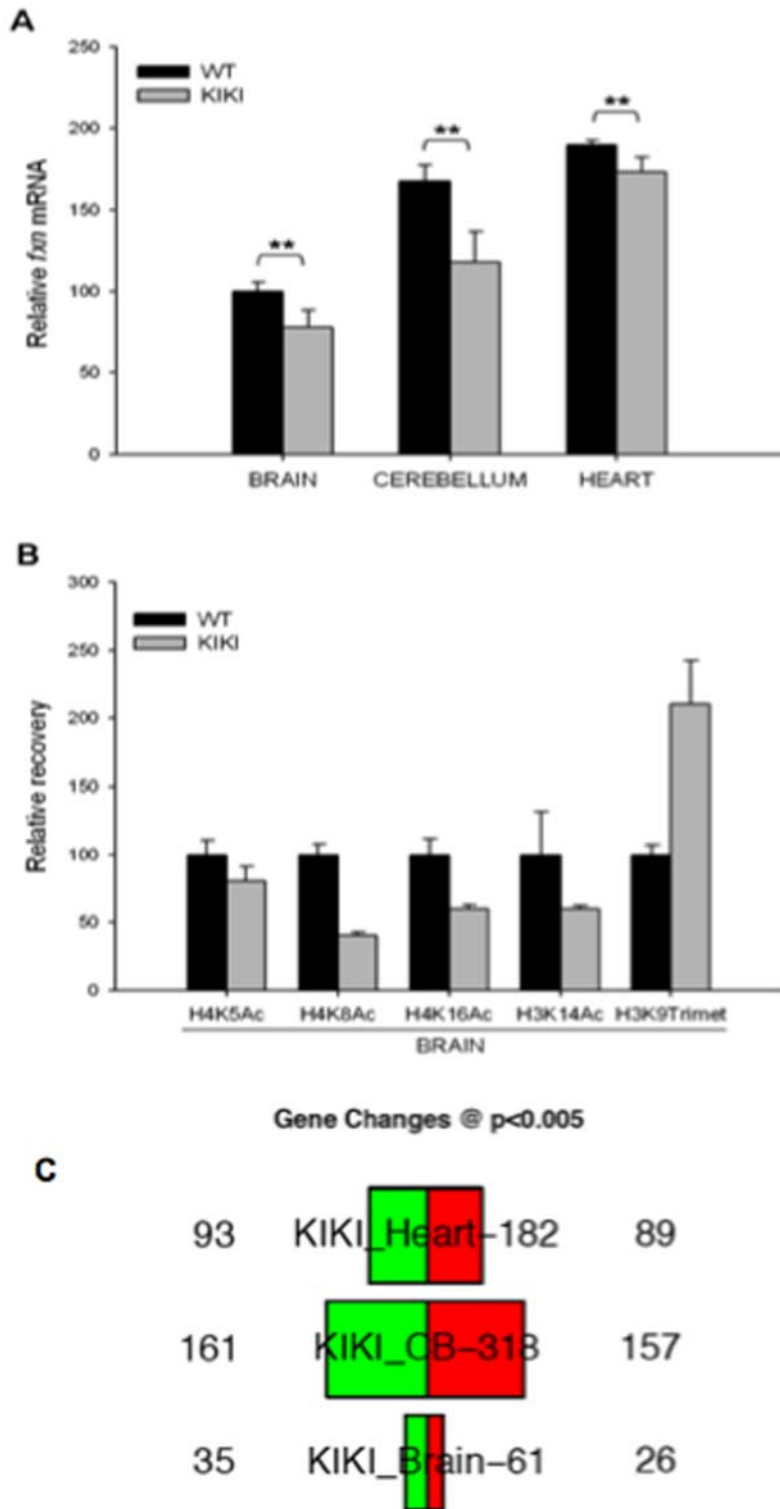 A
250
200
150
100
50
0
Relative fxn mRNA
WT
KIKI
**
**
**
BRAIN CEREBELLUM HEART
B
300
250
200
150
100
50
0
Relative recovery
WT
KIKI
H4K5Ac H4K8Ac H4K16Ac H3K14Ac H3K9Trimet
BRAIN
Gene Changes @ p<0.005
C
93 KIKI_Heart-182 89
161 KIKI_CB-318 157
35 KIKI_Brain-61 26